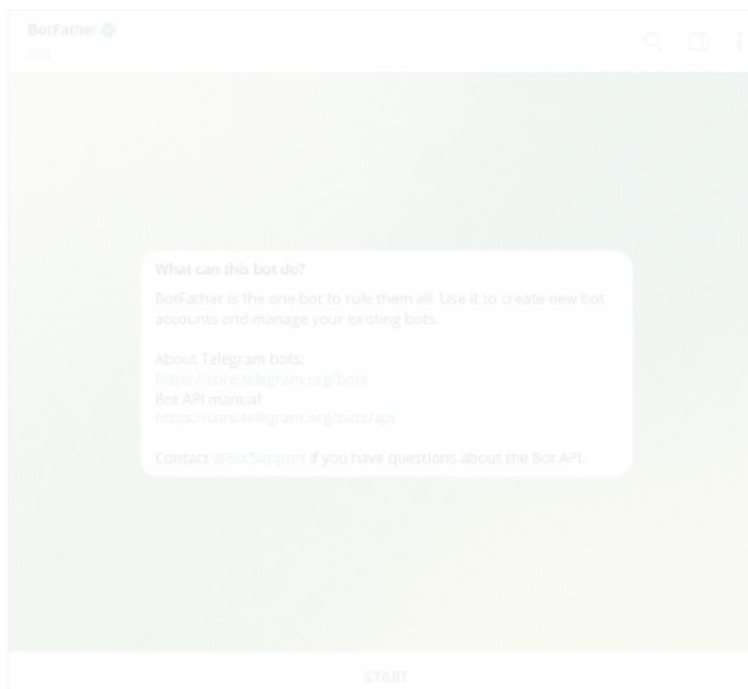 BotFather
bot
What can this bot do?
BotFather is the one bot to rule them all. Use it to create new bot
accounts and manage your existing bots.
About Telegram bots:
https://core.telegram.org/bots
Bot API manual:
https://core.telegram.org/bots/api
Contact @BotSupport if you have questions about the Bot API.
START